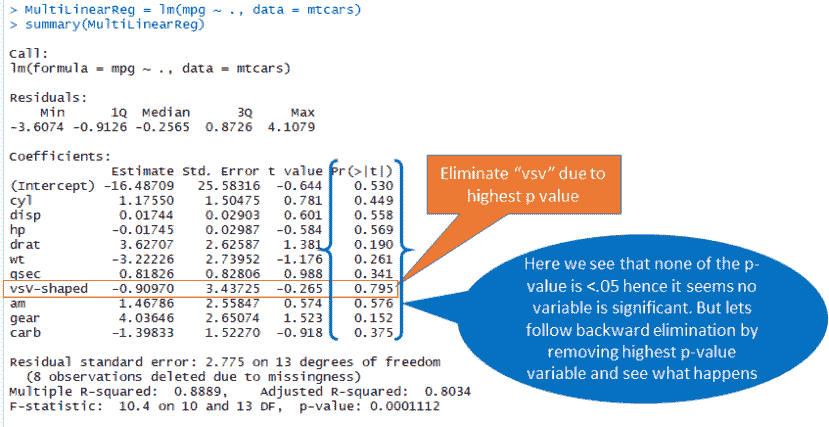 > MultiLinearReg = lm(mpg ~ ., data = mtcars)
> summary(MultiLinearReg)
Call:
lm(formula = mpg ~ ., data = mtcars)
Residuals:
Min 1Q Median 3Q Max
-3.6074 -0.9126 -0.2565 0.8726 4.1079
Coefficients:
Estimate Std. Error t value Pr(>|t|)
(Intercept) -16.48709 25.58316 -0.644 0.530
cyl 1.17550 1.50475 0.781 0.449
disp 0.01744 0.02903 0.601 0.558
hp -0.01745 0.02987 -0.584 0.569
drat 3.62707 2.62587 1.381 0.190
wt -3.22226 2.73952 -1.176 0.261
qsec 0.81826 0.82806 0.988 0.341
vsV-shaped -0.90970 3.43725 -0.265 0.795
am 1.46786 2.55847 0.574 0.576
gear 4.03646 2.65074 1.523 0.152
carb -1.39833 1.52270 -0.918 0.375
Residual standard error: 2.775 on 13 degrees of freedom
(8 observations deleted due to missingness)
Multiple R-squared: 0.8889, Adjusted R-squared: 0.8034
F-statistic: 10.4 on 10 and 13 DF, p-value: 0.0001112
Eliminate “vsv” due to
highest p value
Here we see that none of the p-
value is <.05 hence it seems no
variable is significant. But lets
follow backward elimination by
removing highest p-value
variable and see what happens